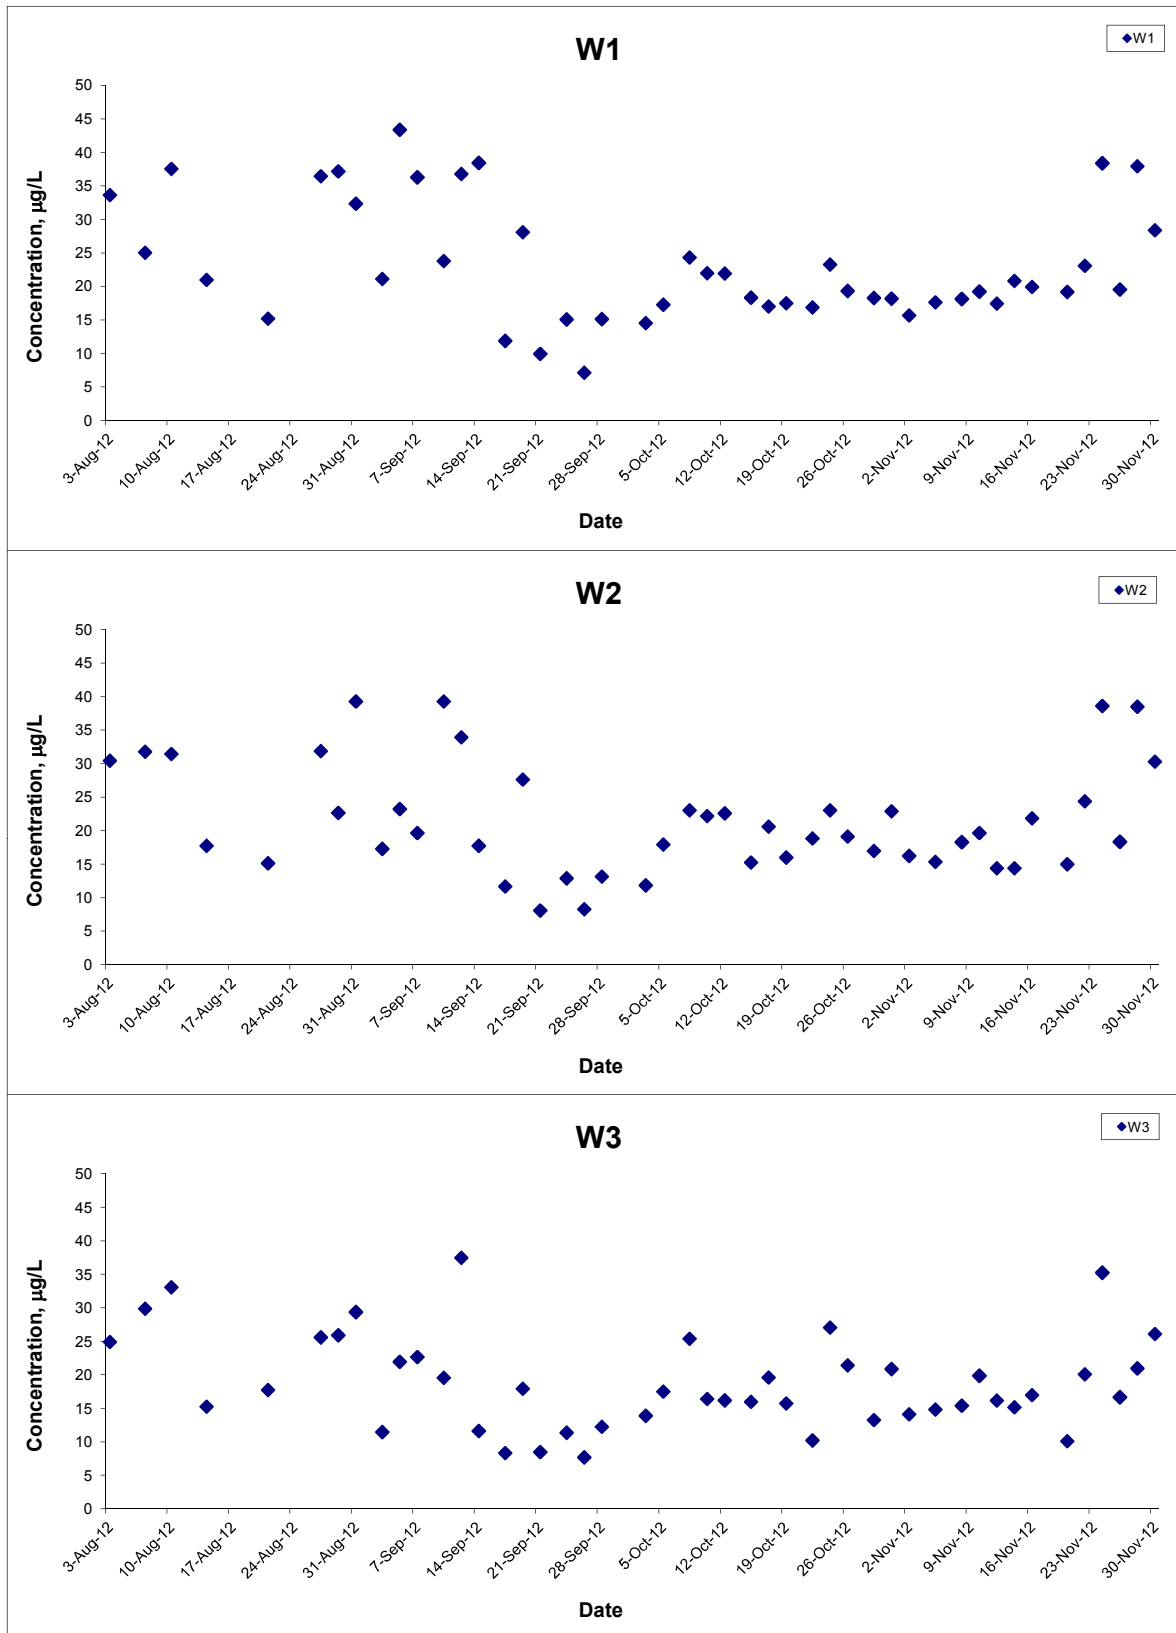 W1
W1
50
45
40
35
30
25
20
15
10
5
0
Concentration, µg/L
3-Aug-12
10-Aug-12
17-Aug-12
24-Aug-12
31-Aug-12
7-Sep-12
14-Sep-12
21-Sep-12
28-Sep-12
5-Oct-12
12-Oct-12
19-Oct-12
26-Oct-12
2-Nov-12
9-Nov-12
16-Nov-12
23-Nov-12
30-Nov-12
Date
W2
W2
50
45
40
35
30
25
20
15
10
5
0
Concentration, µg/L
3-Aug-12
10-Aug-12
17-Aug-12
24-Aug-12
31-Aug-12
7-Sep-12
14-Sep-12
21-Sep-12
28-Sep-12
5-Oct-12
12-Oct-12
19-Oct-12
26-Oct-12
2-Nov-12
9-Nov-12
16-Nov-12
23-Nov-12
30-Nov-12
Date
W3
W3
50
45
40
35
30
25
20
15
10
5
0
Concentration, µg/L
3-Aug-12
10-Aug-12
17-Aug-12
24-Aug-12
31-Aug-12
7-Sep-12
14-Sep-12
21-Sep-12
28-Sep-12
5-Oct-12
12-Oct-12
19-Oct-12
26-Oct-12
2-Nov-12
9-Nov-12
16-Nov-12
23-Nov-12
30-Nov-12
Date